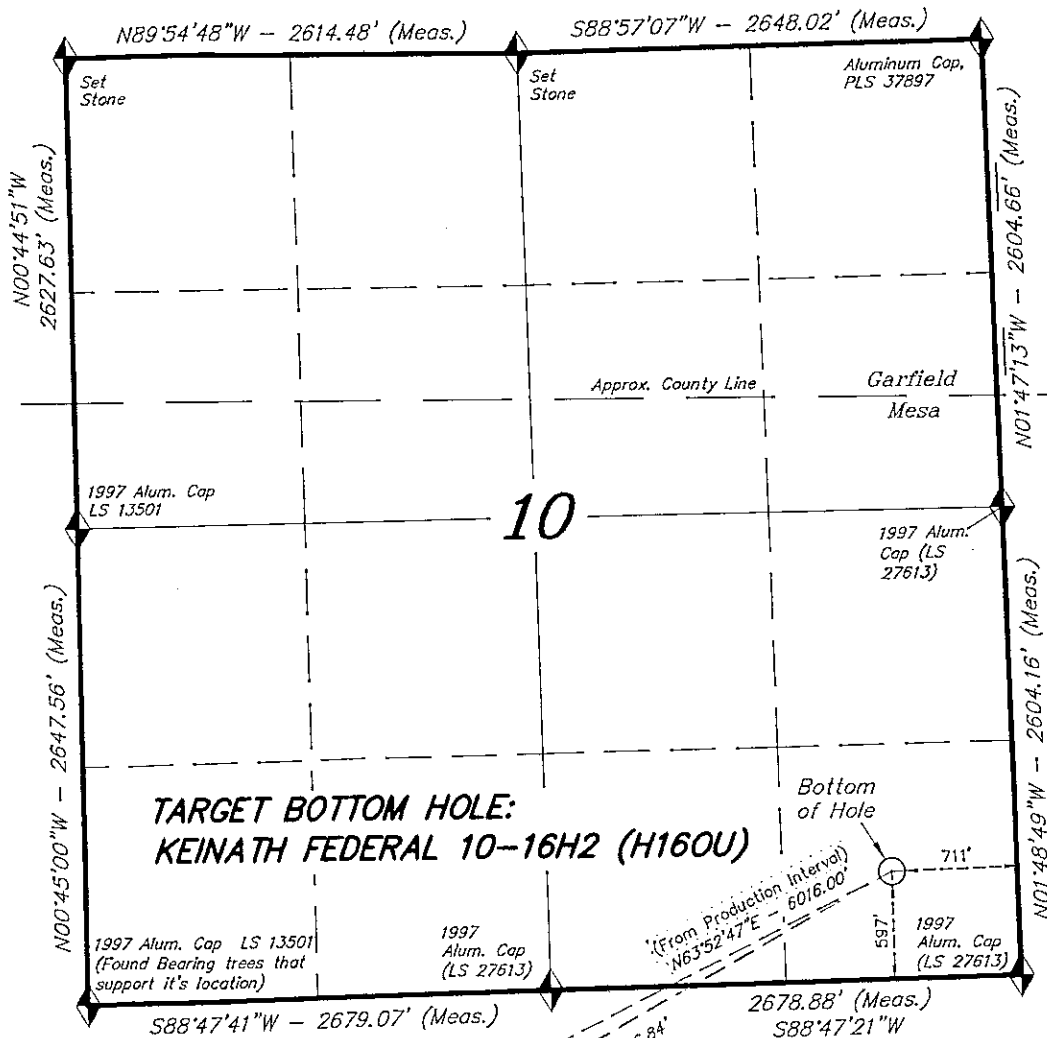 N89°54'48"W - 2614.48' (Meas.)
S88°57'07"W - 2648.02' (Meas.)
Set
Stone
Set
Stone
Aluminum Cap,
PLS 37897
N00°44'51"W
2627.63' (Meas.)
N01°47'13"W - 2604.66' (Meas.)
Approx. County Line
Garfield
Mesa
1997 Alum. Cap
LS 13501
10
1997 Alum.
Cap (LS
27613)
N00°45'00"W - 2647.56' (Meas.)
N01°48'49"W - 2604.16' (Meas.)
TARGET BOTTOM HOLE:
KEINATH FEDERAL 10-16H2 (H16OU)
Bottom
of Hole
711'
597'
(From Production Interval)
N63°52'47"E - 6016.00'
1997 Alum. Cap LS 13501
(Found Bearing trees that
support it's location)
1997
Alum. Cap
(LS 27613)
1997
Alum. Cap
(LS 27613)
S88°47'41"W - 2679.07' (Meas.)
2678.88' (Meas.)
S88°47'21"W